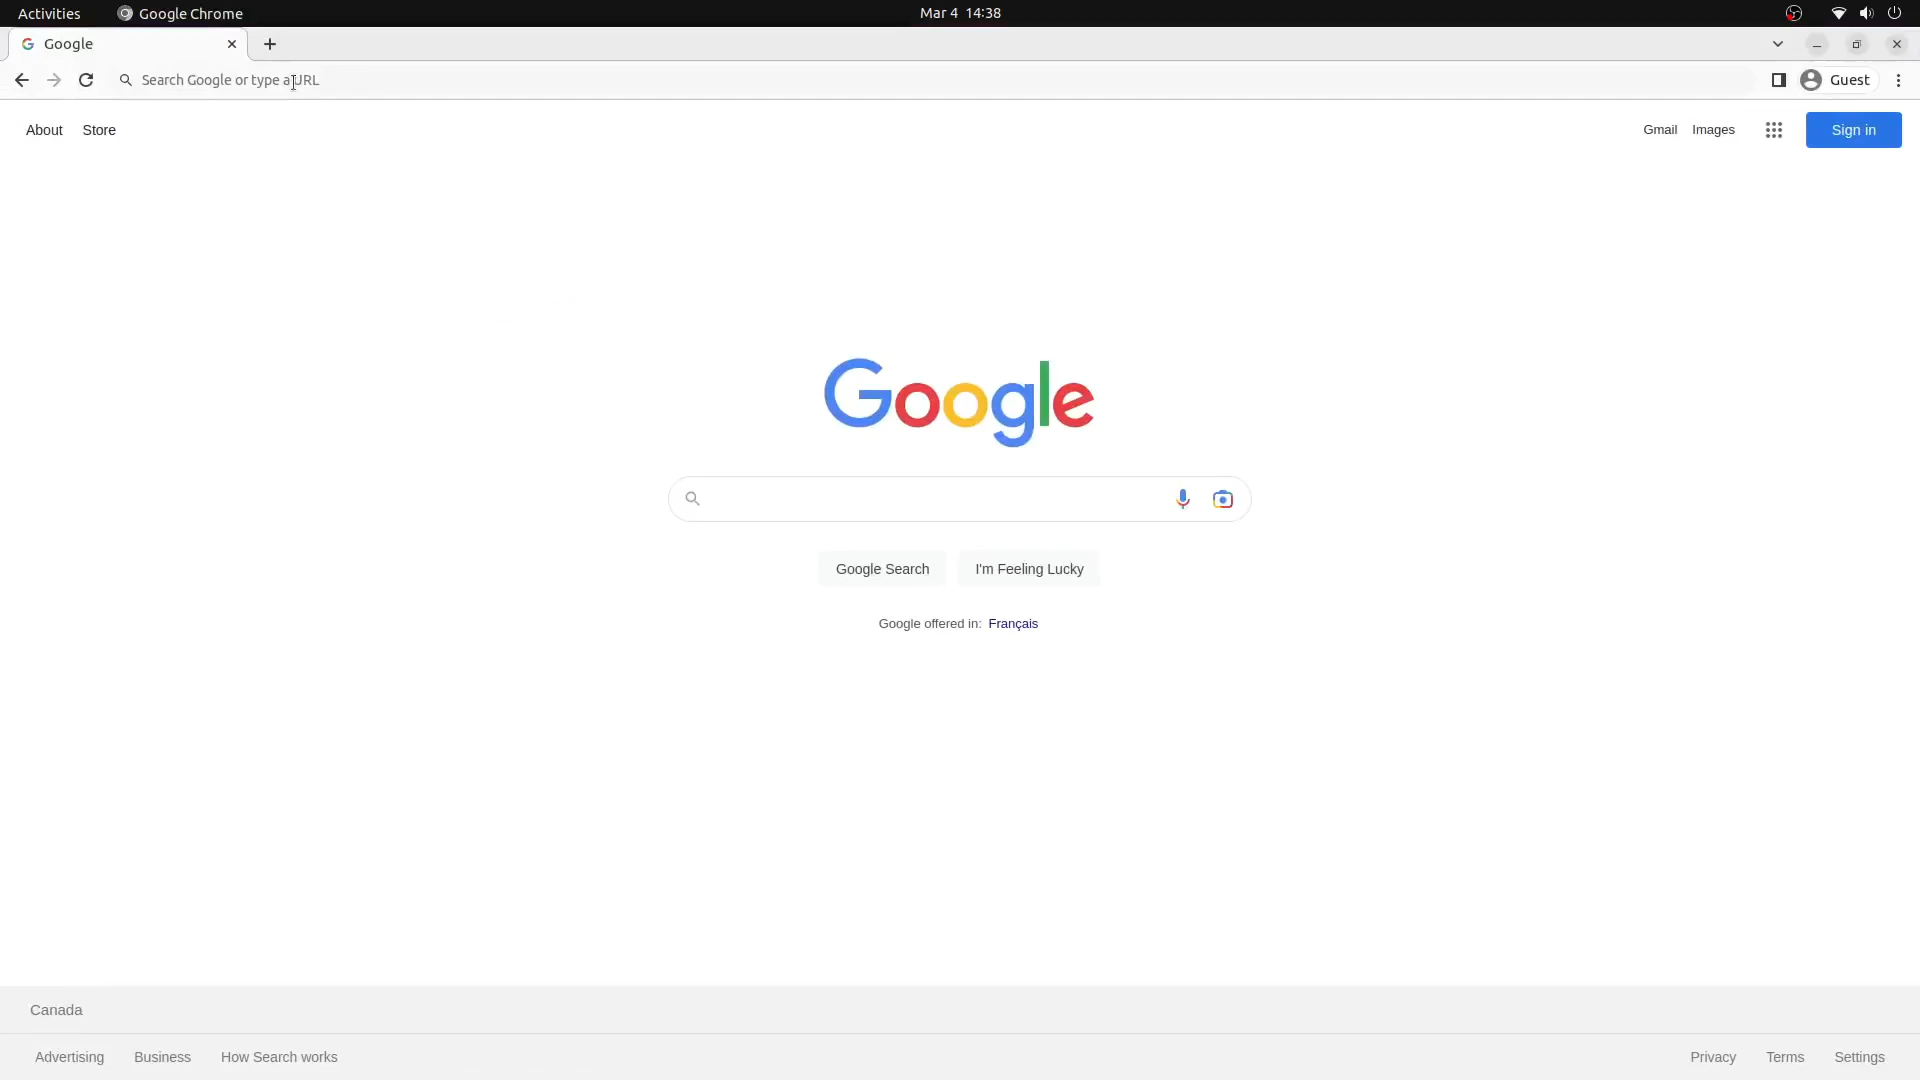 Activities Google Chrome Mar 4 14:38
Google
Search Google or type a URL Guest
About Store Gmail Images Sign in
Google
Google Search I'm Feeling Lucky
Google offered in: Français
Canada
Advertising Business How Search works Privacy Terms Settings